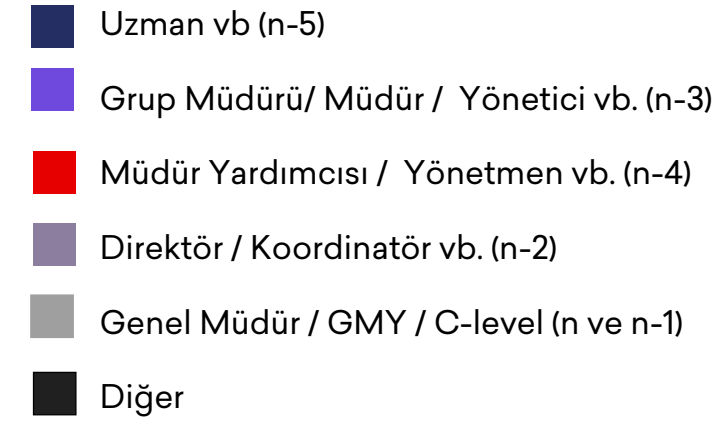 Uzman vb (n-5)
Grup Müdürü/ Müdür / Yönetici vb. (n-3)
Müdür Yardımcısı / Yönetmen vb. (n-4)
Direktör / Koordinatör vb. (n-2)
Genel Müdür / GMY / C-level (n ve n-1)
Diğer